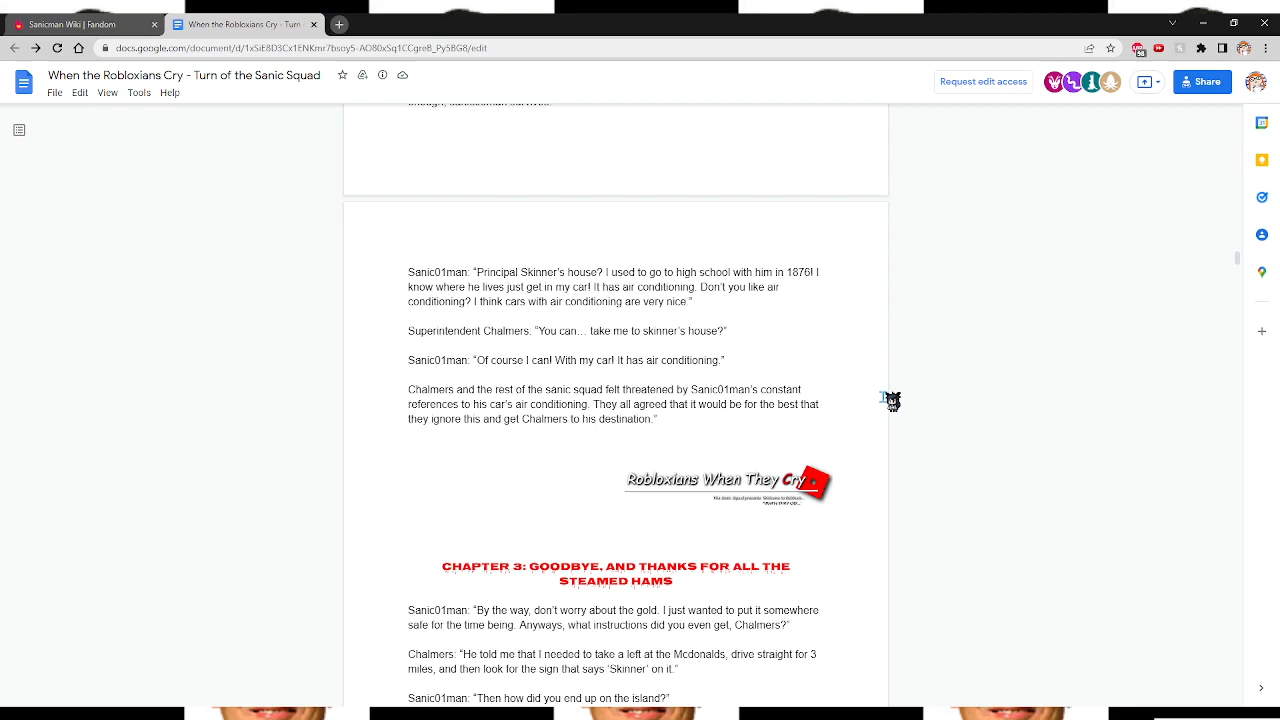 Sanicman Wiki | Fandom
When the Robloxians Cry - Turn
docs.google.com/document/d/1xSiE8D3Cx1ENKmr7bsoy5-AO80xSq1CCgreB_Py5BG8/edit
When the Robloxians Cry - Turn of the Sanic Squad
Request edit access
Share
File Edit View Tools Help
Sanic01man: “Principal Skinner’s house? I used to go to high school with him in 1876! I
know where he lives just get in my car! It has air conditioning. Don’t you like air
conditioning? I think cars with air conditioning are very nice.”
Superintendent Chalmers: “You can… take me to skinner’s house?”
Sanic01man: “Of course I can! With my car! It has air conditioning.”
Chalmers and the rest of the sanic squad felt threatened by Sanic01man’s constant
references to his car’s air conditioning. They all agreed that it would be for the best that
they ignore this and get Chalmers to his destination.”
Robloxians When They Cry
CHAPTER 3: GOODBYE, AND THANKS FOR ALL THE
STEAMED HAMS
Sanic01man: “By the way, don’t worry about the gold. I just wanted to put it somewhere
safe for the time being. Anyways, what instructions did you even get, Chalmers?”
Chalmers: “He told me that I needed to take a left at the Mcdonalds, drive straight for 3
miles, and then look for the sign that says ‘Skinner’ on it.”
Sanic01man: “Then how did you end up on the island?”